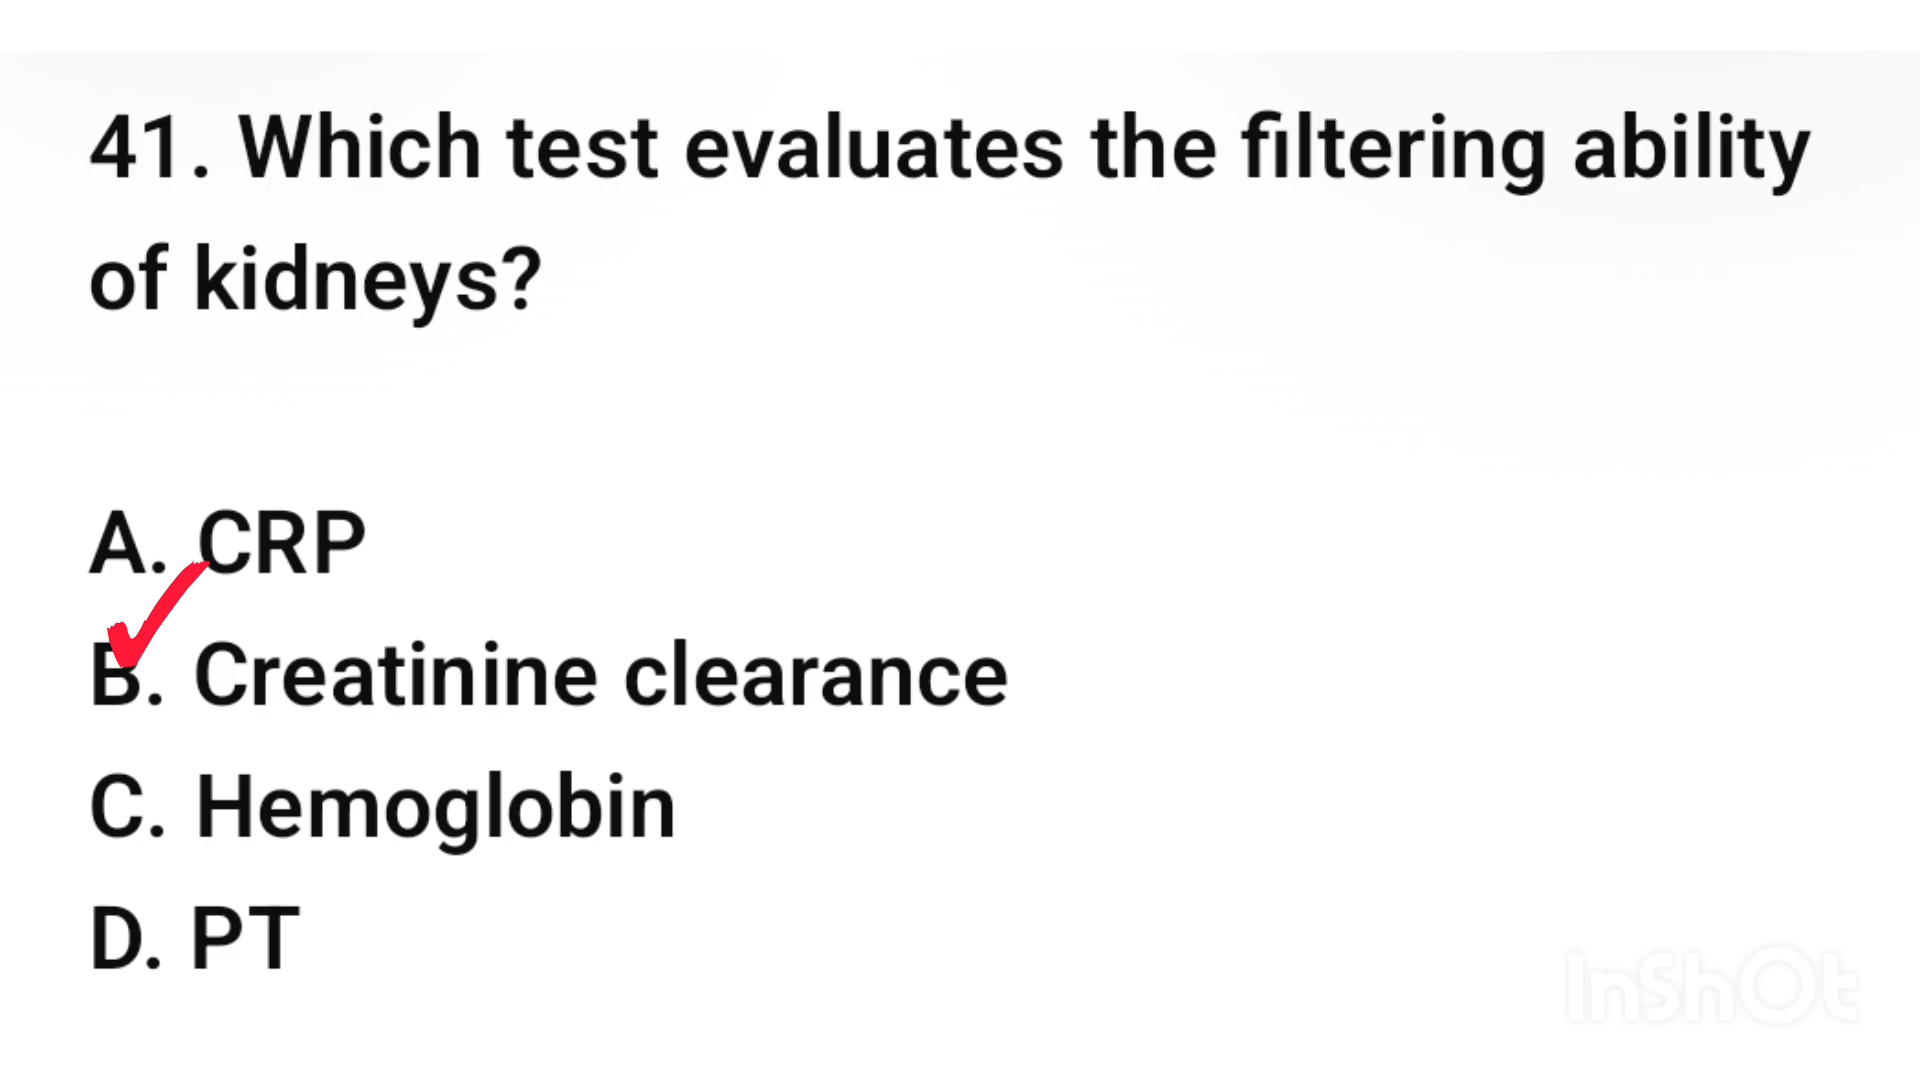 41. Which test evaluates the filtering ability
of kidneys?
A. CRP
B. Creatinine clearance
C. Hemoglobin
D. PT
InShOt